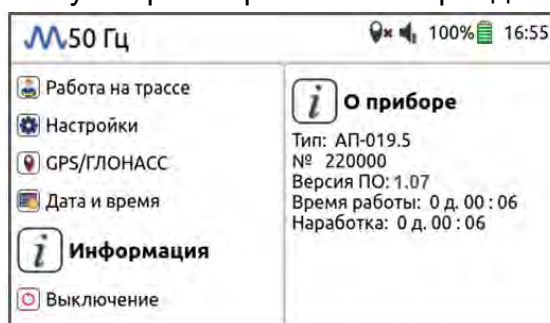 50 Гц
100% 16:55
Работа на трассе
Настройки
GPS/ГЛОНАСС
Дата и время
i Информация
Выключение
i О приборе
Тип: АП-019.5
№ 220000
Версия ПО: 1.07
Время работы: 0 д. 00 : 06
Наработка: 0 д. 00 : 06